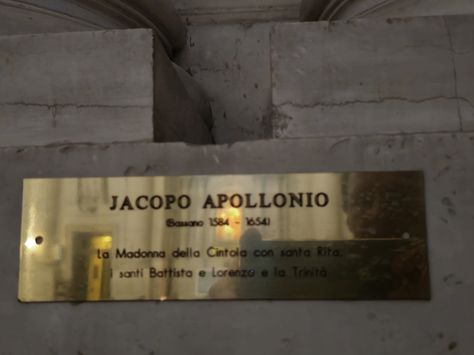 JACOPO APOLLONIO
(Bassano 1584 - 1654)
La Madonna della Cintola con santa Rita,
i santi Battista e Lorenzo e la Trinità